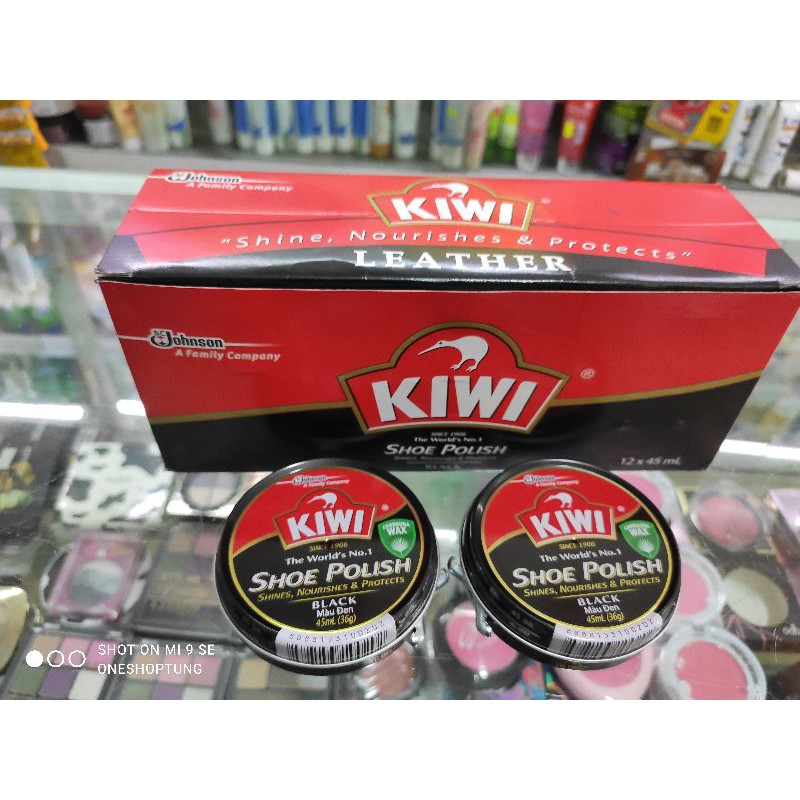 SC Johnson
A Family Company
KIWI
"Shine, Nourishes & Protects"
LEATHER
SC Johnson
A Family Company
KIWI
®
SINCE 1906
The World's No.1
SHOE POLISH
SHINES, NOURISHES & PROTECTS
BLACK
12 x 45 mL
SC Johnson
A Family Company
KIWI
®
CARNAUBA
WAX
SINCE 1906
The World's No.1
SHOE POLISH
SHINES, NOURISHES & PROTECTS
BLACK
Màu Đen
45mL (36g)
SC Johnson
A Family Company
KIWI
®
CARNAUBA
WAX
SINCE 1906
The World's No.1
SHOE POLISH
SHINES, NOURISHES & PROTECTS
BLACK
Màu Đen
45mL (36g)
SHOT ON MI 9 SE
ONESHOPTUNG